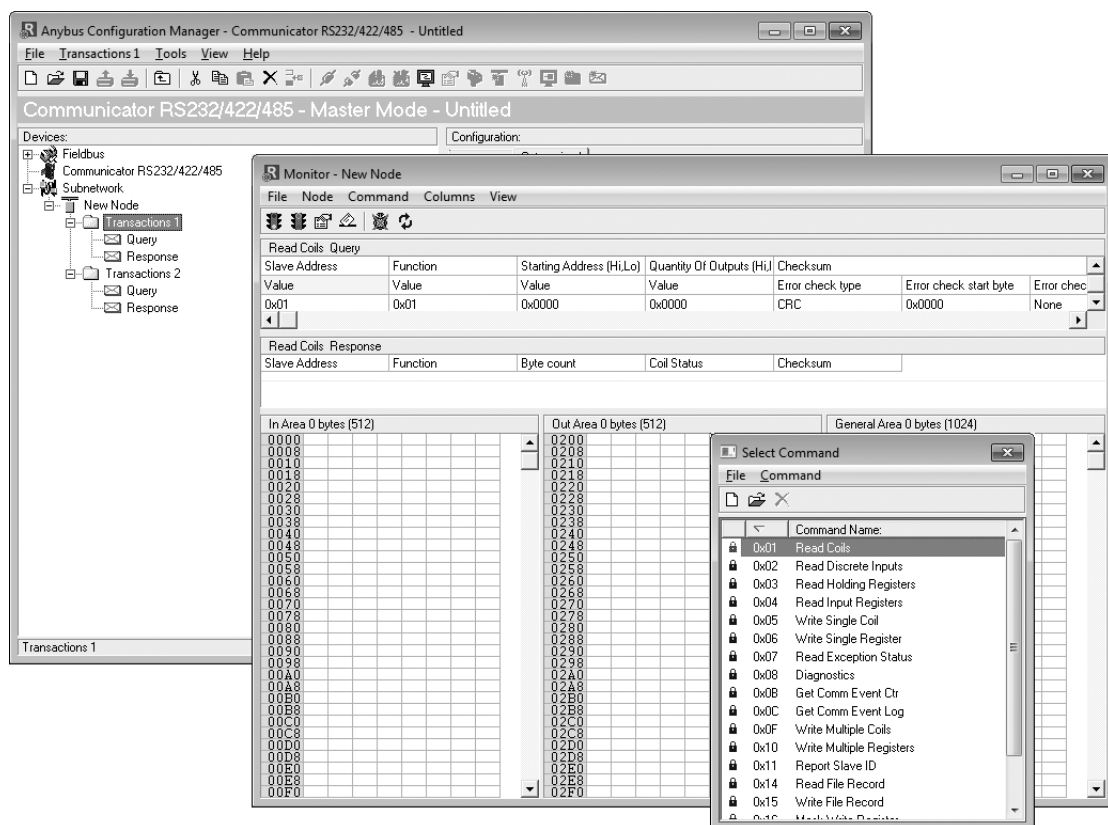 Anybus Configuration Manager - Communicator RS232/422/485 - Untitled
File Transactions 1 Tools View Help
Communicator RS232/422/485 - Master Mode - Untitled
Devices:
Configuration:
Fieldbus
Communicator RS232/422/485
Subnetwork
New Node
Transactions 1
Query
Response
Transactions 2
Query
Response
Transactions 1
Monitor - New Node
File Node Command Columns View
Read Coils Query
Slave Address Function Starting Address (Hi,Lo) Quantity Of Outputs (Hi,l Checksum
Value Value Value Value Error check type Error check start byte Error chec
0x01 0x01 0x0000 0x0000 CRC 0x0000 None
Read Coils Response
Slave Address Function Byte count Coil Status Checksum
In Area 0 bytes (512) Out Area 0 bytes (512) General Area 0 bytes (1024)
0000 0200
0008 0208
0010 0210
0018 0218
0020 0220
0028 0228
0030 0230
0038 0238
0040 0240
0048 0248
0050 0250
0058 0258
0060 0260
0068 0268
0070 0270
0078 0278
0080 0280
0088 0288
0090 0290
0098 0298
00A0 02A0
00A8 02A8
00B0 02B0
00B8 02B8
00C0 02C0
00C8 02C8
00D0 02D0
00D8 02D8
00E0 02E0
00E8 02E8
00F0 02F0
Select Command
File Command
Command Name:
0x01 Read Coils
0x02 Read Discrete Inputs
0x03 Read Holding Registers
0x04 Read Input Registers
0x05 Write Single Coil
0x06 Write Single Register
0x07 Read Exception Status
0x08 Diagnostics
0x0B Get Comm Event Ctr
0x0C Get Comm Event Log
0x0F Write Multiple Coils
0x10 Write Multiple Registers
0x11 Report Slave ID
0x14 Read File Record
0x15 Write File Record
0x16 Mask Write Register